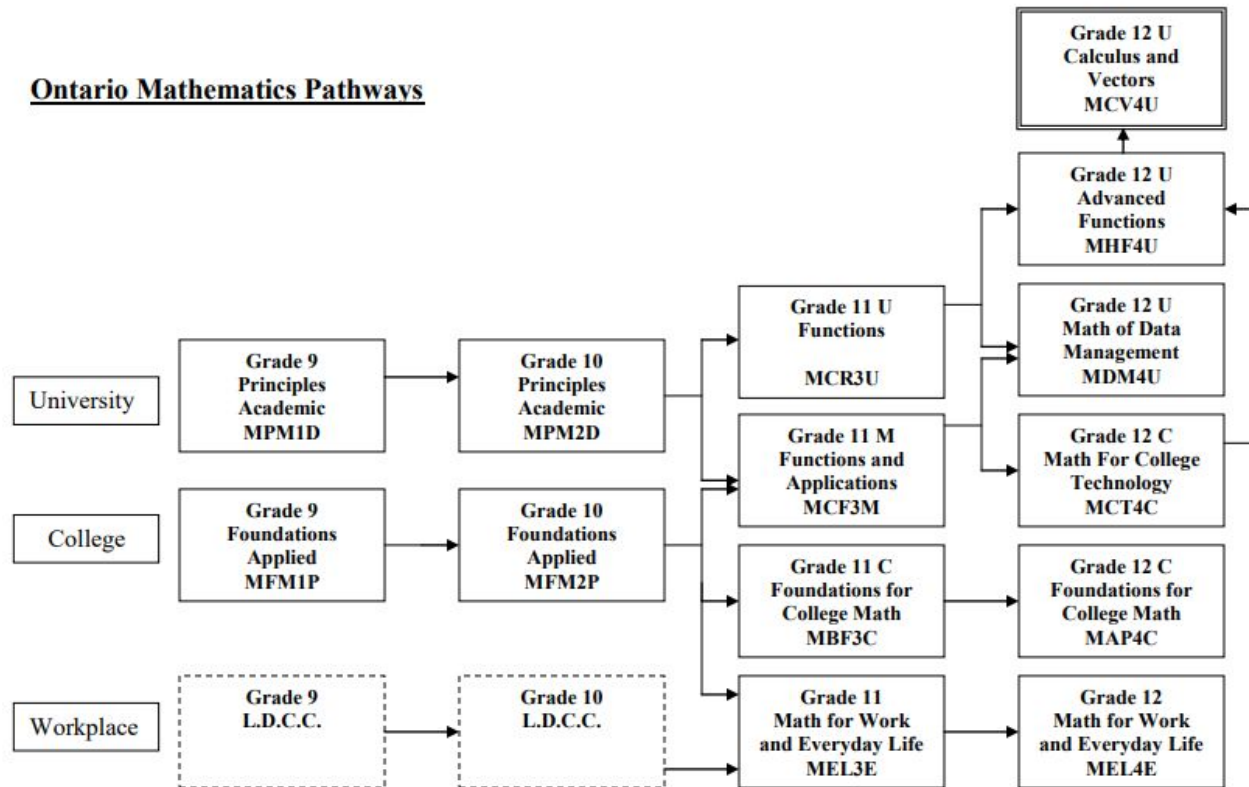 Ontario Mathematics Pathways
University
College
Workplace
Grade 9
Principles
Academic
MPM1D
Grade 9
Foundations
Applied
MFM1P
Grade 9
L.D.C.C.
Grade 10
Principles
Academic
MPM2D
Grade 10
Foundations
Applied
MFM2P
Grade 10
L.D.C.C.
Grade 11 U
Functions
MCR3U
Grade 11 M
Functions and
Applications
MCF3M
Grade 11 C
Foundations for
College Math
MBF3C
Grade 11
Math for Work
and Everyday Life
MEL3E
Grade 12 U
Calculus and
Vectors
MCV4U
Grade 12 U
Advanced
Functions
MHF4U
Grade 12 U
Math of Data
Management
MDM4U
Grade 12 C
Math For College
Technology
MCT4C
Grade 12 C
Foundations for
College Math
MAP4C
Grade 12
Math for Work
and Everyday Life
MEL4E